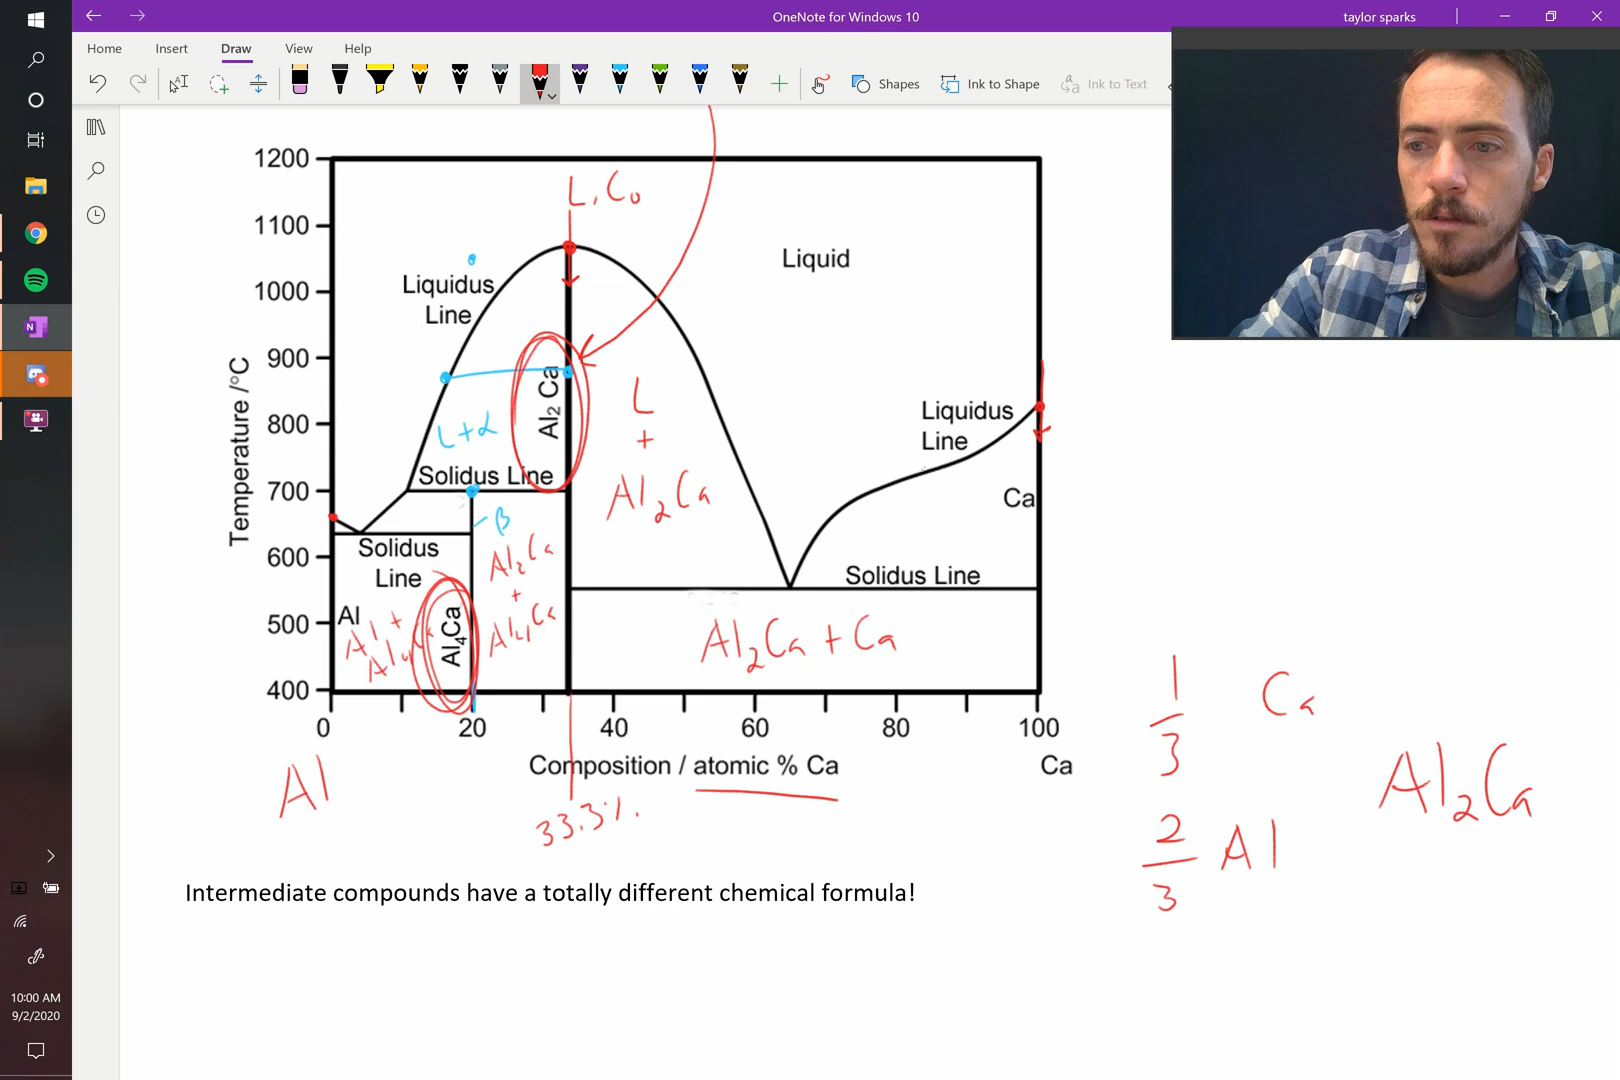 OneNote for Windows 10
taylor sparks
Home Insert Draw View Help
Shapes Ink to Shape Ink to Text
1200
1100
1000
900
800
700
600
500
400
Temperature /°C
L, C₀
Liquid
Liquidus
Line
Al₂ Ca
L
+
Al₂Ca
L+α
Solidus Line
Liquidus
Line
Ca
β
Solidus
Line
Al₂Ca
+
Al₄Ca
Solidus Line
Al
Al +
Al₄Ca
Al₂Ca + Ca
0 20 40 60 80 100
Composition / atomic % Ca
Ca
Al
33.3%.
1/3 Ca
2/3 Al
Al₂Ca
Intermediate compounds have a totally different chemical formula!
10:00 AM
9/2/2020